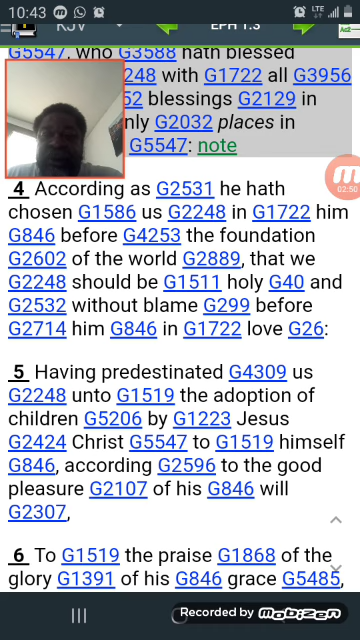 10:43 LTE
KJV EPH 1:3
G5547, who G3588 hath blessed
248 with G1722 all G3956
52 blessings G2129 in
nly G2032 places in
G5547: note
02:50
4 According as G2531 he hath
chosen G1586 us G2248 in G1722 him
G846 before G4253 the foundation
G2602 of the world G2889, that we
G2248 should be G1511 holy G40 and
G2532 without blame G299 before
G2714 him G846 in G1722 love G26:
5 Having predestinated G4309 us
G2248 unto G1519 the adoption of
children G5206 by G1223 Jesus
G2424 Christ G5547 to G1519 himself
G846, according G2596 to the good
pleasure G2107 of his G846 will
G2307,
6 To G1519 the praise G1868 of the
glory G1391 of his G846 grace G5485,
Recorded by mobizen